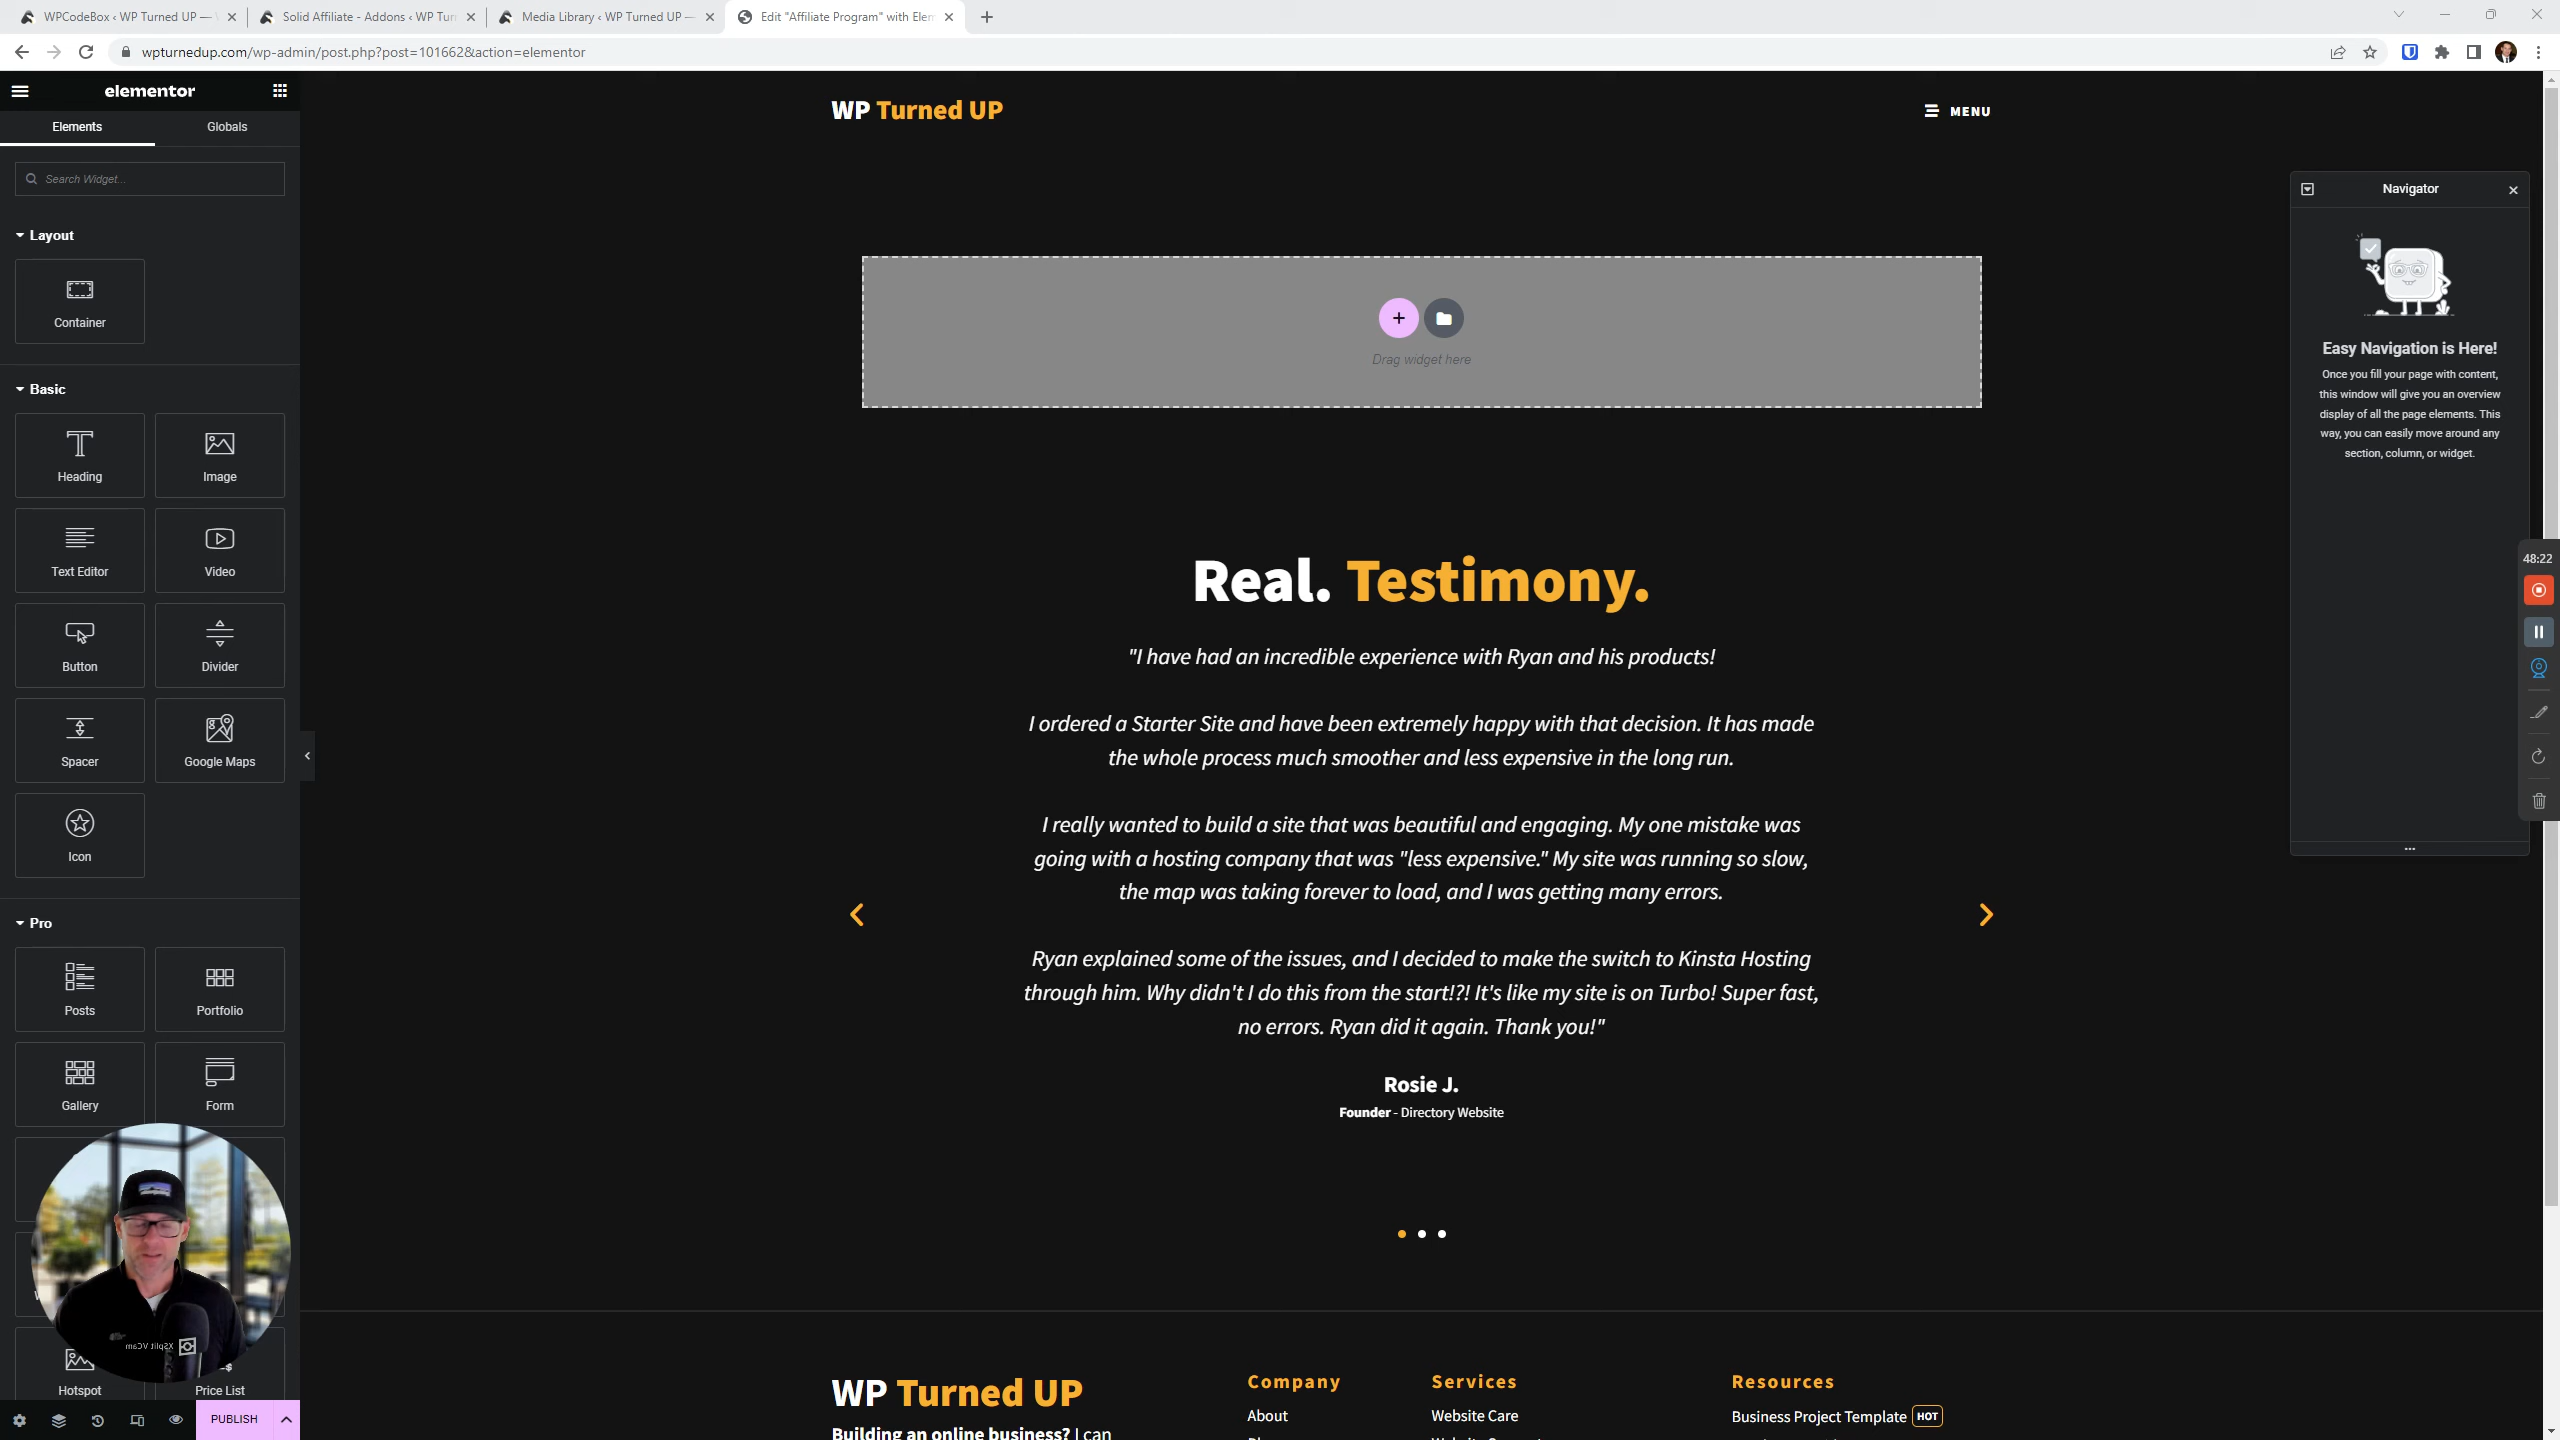 WPCodeBox ‹ WP Turned UP —
Solid Affiliate - Addons ‹ WP Tur
Media Library ‹ WP Turned UP —
Edit "Affiliate Program" with Elem
wpturnedup.com/wp-admin/post.php?post=101662&action=elementor
elementor
Elements
Globals
Search Widget...
Layout
Container
Basic
Heading
Image
Text Editor
Video
Button
Divider
Spacer
Google Maps
Icon
Pro
Posts
Portfolio
Gallery
Form
XSplit VCam
Hotspot
Price List
PUBLISH
WP Turned UP
MENU
Drag widget here
Real. Testimony.
"I have had an incredible experience with Ryan and his products!
I ordered a Starter Site and have been extremely happy with that decision. It has made
the whole process much smoother and less expensive in the long run.
I really wanted to build a site that was beautiful and engaging. My one mistake was
going with a hosting company that was "less expensive." My site was running so slow,
the map was taking forever to load, and I was getting many errors.
Ryan explained some of the issues, and I decided to make the switch to Kinsta Hosting
through him. Why didn't I do this from the start!?! It's like my site is on Turbo! Super fast,
no errors. Ryan did it again. Thank you!"
Rosie J.
Founder - Directory Website
WP Turned UP
Building an online business? I can
Company
About
Services
Website Care
Resources
Business Project Template HOT
Navigator
Easy Navigation is Here!
Once you fill your page with content,
this window will give you an overview
display of all the page elements. This
way, you can easily move around any
section, column, or widget.
48:22